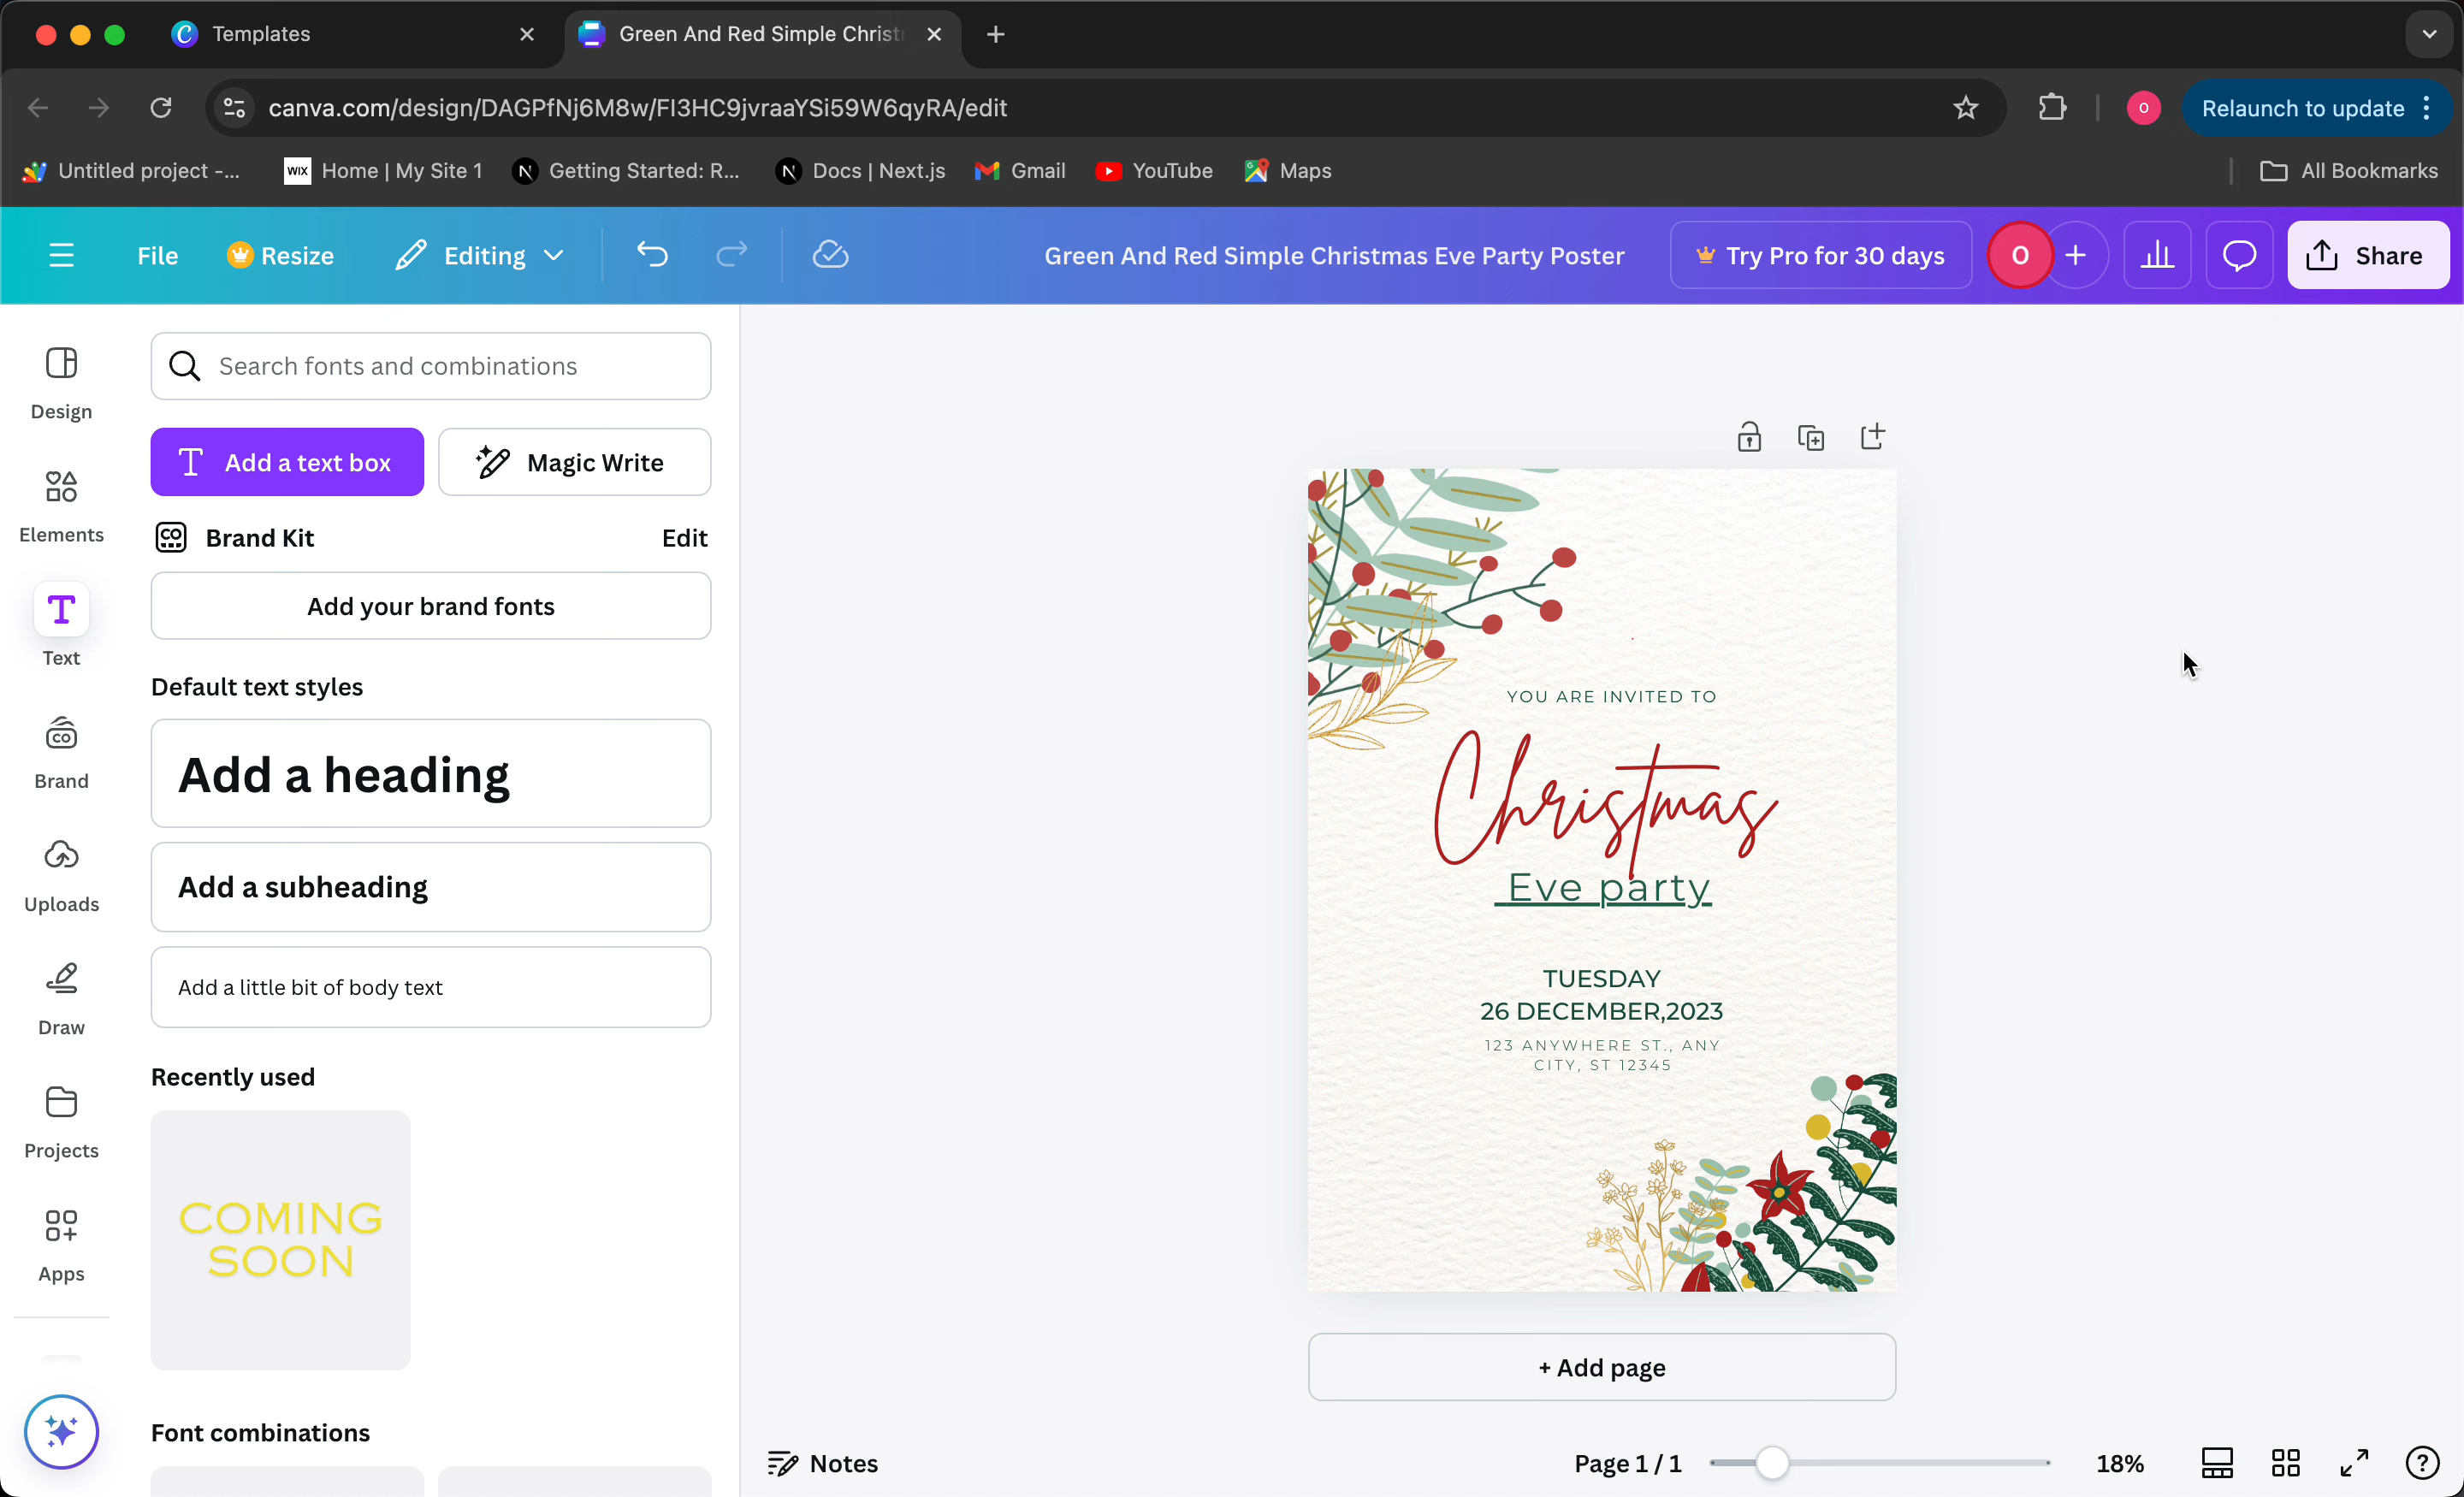 Templates
Green And Red Simple Christ
canva.com/design/DAGPfNj6M8w/FI3HC9jvraaYSi59W6qyRA/edit
O
Relaunch to update
Untitled project -...
WIX
Home | My Site 1
N
Getting Started: R...
N
Docs | Next.js
Gmail
YouTube
Maps
All Bookmarks
File
Resize
Editing
Green And Red Simple Christmas Eve Party Poster
Try Pro for 30 days
O
Share
Design
Elements
Text
Brand
Uploads
Draw
Projects
Apps
Search fonts and combinations
Add a text box
Magic Write
Brand Kit
Edit
Add your brand fonts
Default text styles
Add a heading
Add a subheading
Add a little bit of body text
Recently used
COMING
SOON
Font combinations
YOU ARE INVITED TO
Christmas
Eve party
TUESDAY
26 DECEMBER,2023
123 ANYWHERE ST., ANY
CITY, ST 12345
+ Add page
Notes
Page 1 / 1
18%